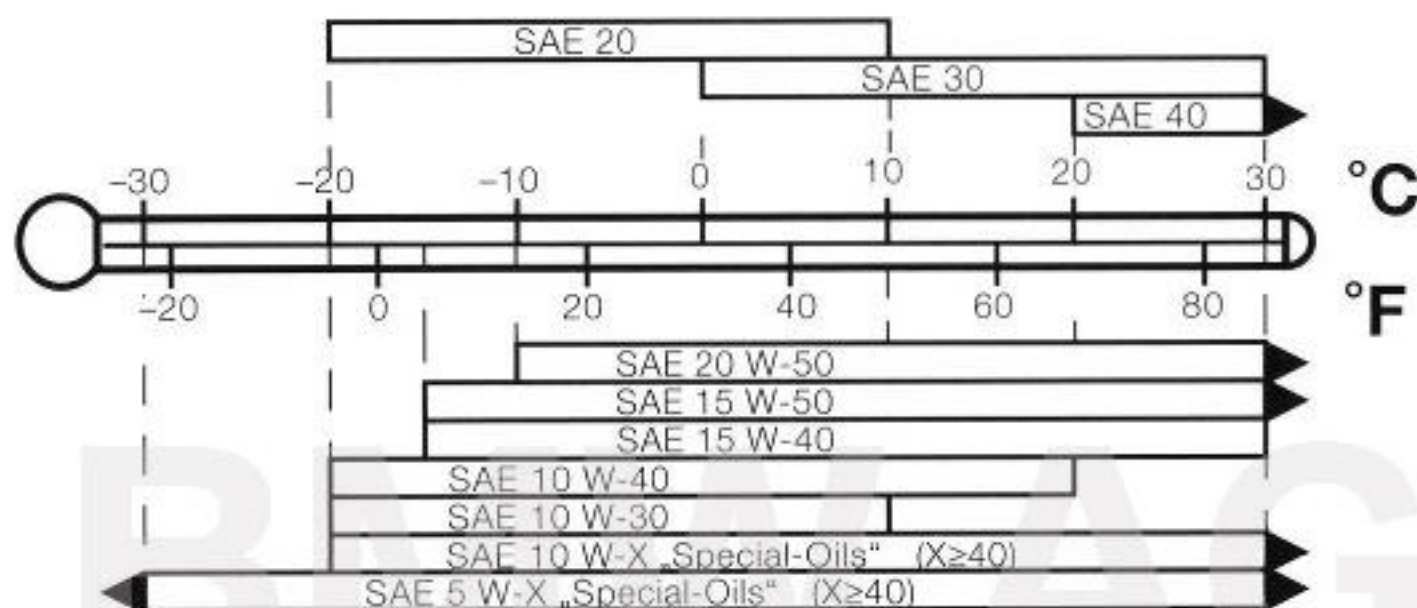 SAE 20
SAE 30
SAE 40
–30 –20 –10 0 10 20 30 °C
–20 0 20 40 60 80 °F
SAE 20 W-50
SAE 15 W-50
SAE 15 W-40
SAE 10 W-40
SAE 10 W-30
SAE 10 W-X „Special-Oils“ (X≥40)
SAE 5 W-X „Special-Oils“ (X≥40)
BMW AG